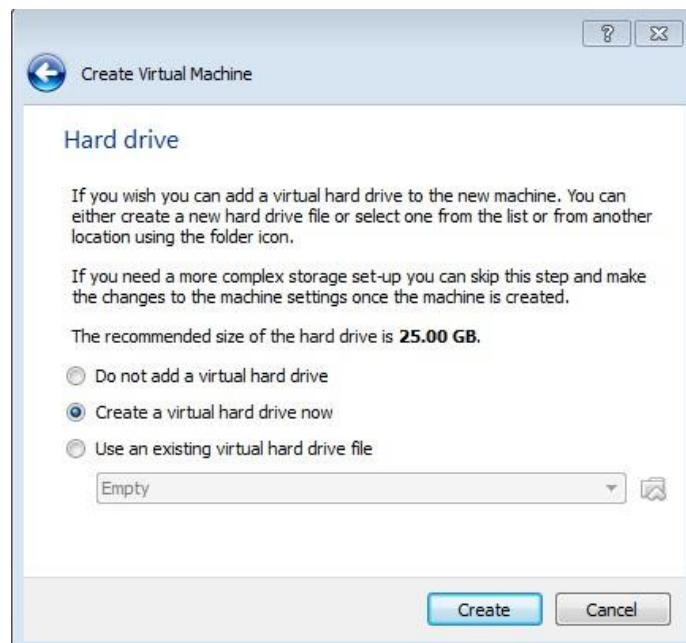 Create Virtual Machine
Hard drive
If you wish you can add a virtual hard drive to the new machine. You can
either create a new hard drive file or select one from the list or from another
location using the folder icon.
If you need a more complex storage set-up you can skip this step and make
the changes to the machine settings once the machine is created.
The recommended size of the hard drive is 25.00 GB.
Do not add a virtual hard drive
Create a virtual hard drive now
Use an existing virtual hard drive file
Empty
Create Cancel